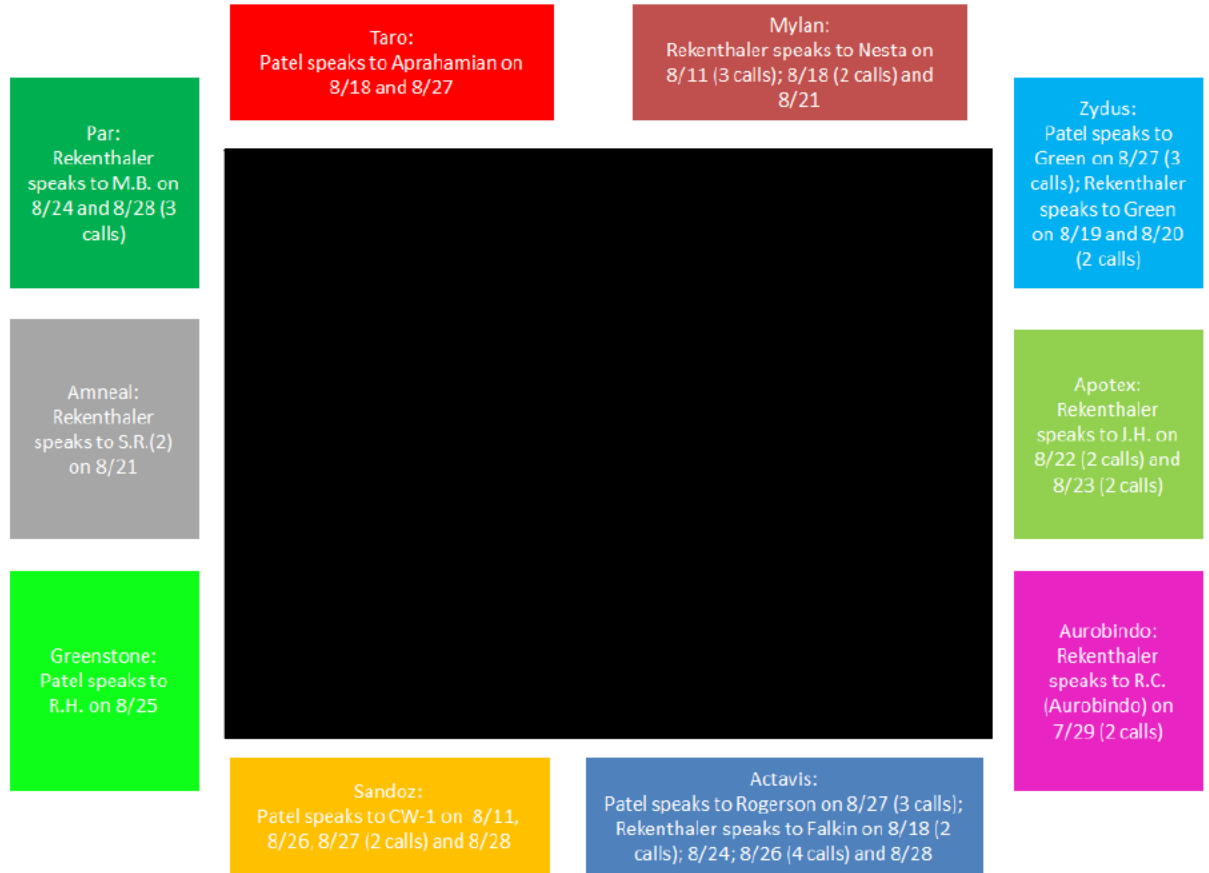 Taro:
Patel speaks to Aprahamian on
8/18 and 8/27
Mylan:
Rekenthaler speaks to Nesta on
8/11 (3 calls); 8/18 (2 calls) and
8/21
Par:
Rekenthaler
speaks to M.B. on
8/24 and 8/28 (3
calls)
Zydus:
Patel speaks to
Green on 8/27 (3
calls); Rekenthaler
speaks to Green
on 8/19 and 8/20
(2 calls)
Amneal:
Rekenthaler
speaks to S.R.(2)
on 8/21
Apotex:
Rekenthaler
speaks to J.H. on
8/22 (2 calls) and
8/23 (2 calls)
Greenstone:
Patel speaks to
R.H. on 8/25
Aurobindo:
Rekenthaler
speaks to R.C.
(Aurobindo) on
7/29 (2 calls)
Sandoz:
Patel speaks to CW-1 on 8/11,
8/26, 8/27 (2 calls) and 8/28
Actavis:
Patel speaks to Rogerson on 8/27 (3 calls);
Rekenthaler speaks to Falkin on 8/18 (2
calls); 8/24; 8/26 (4 calls) and 8/28